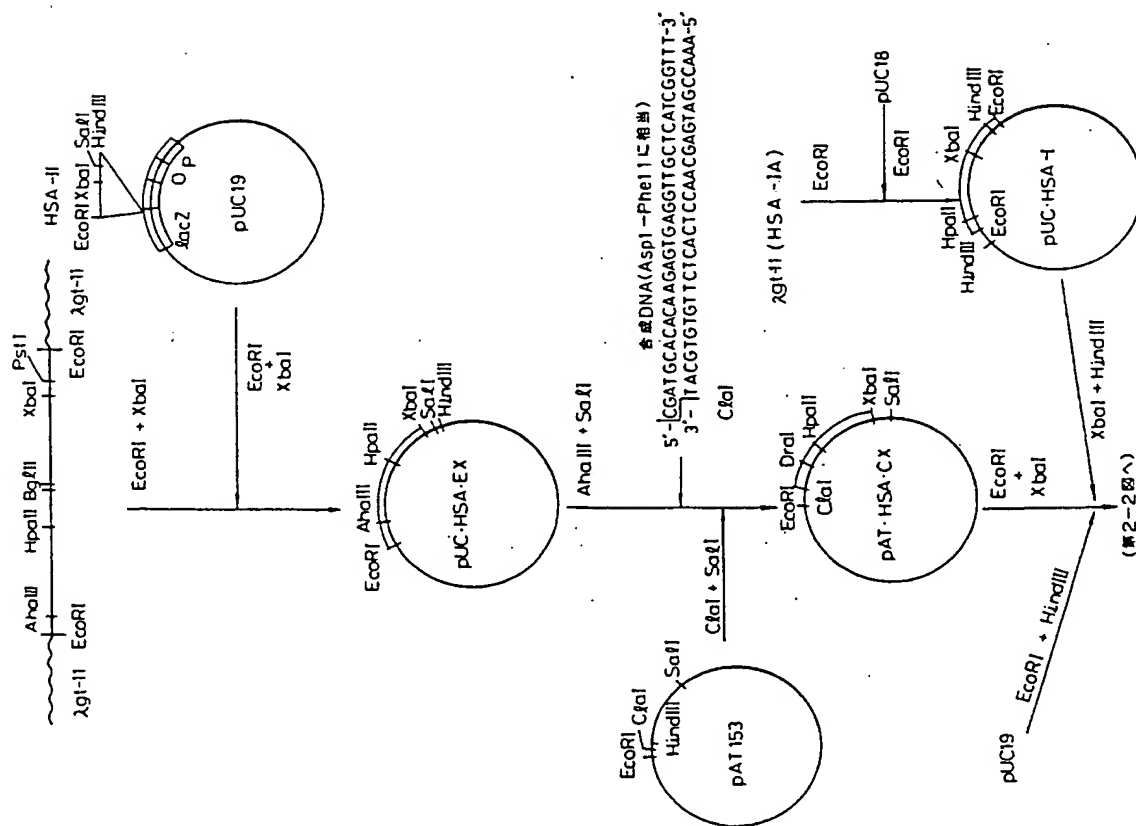 HSA-II
λgt-11
AhaIII
HpaII
BglII
XbaI
PstI
λgt-11
EcoRI
EcoRI
EcoRI
XbaI
SalI
HindIII
lacZ
O
P
pUC19
EcoRI + XbaI
EcoRI
+
XbaI
EcoRI
AhaIII
HpaII
XbaI
SalI
HindIII
pUC·HSA·EX
AhaIII + SalI
合成DNA(Asp1-Phe11に相当)
5'-CGATGCACACAAGAGTGAGGTTGCTCATCGGTTT-3'
3'-TACGTGTGTTCTCACTCCAACGAGTAGCCAAA-5'
ClaI
EcoRI
ClaI
HindIII
SalI
pAT153
ClaI + SalI
EcoRI
ClaI
DraI
HpaII
XbaI
SalI
pAT·HSA·CX
EcoRI
+
XbaI
λgt-11 (HSA-IA)
EcoRI
pUC18
EcoRI
HindIII
EcoRI
HpaII
XbaI
HindIII
EcoRI
pUC·HSA-I
XbaI + HindIII
pUC19
EcoRI + HindIII
(第2-2図へ)